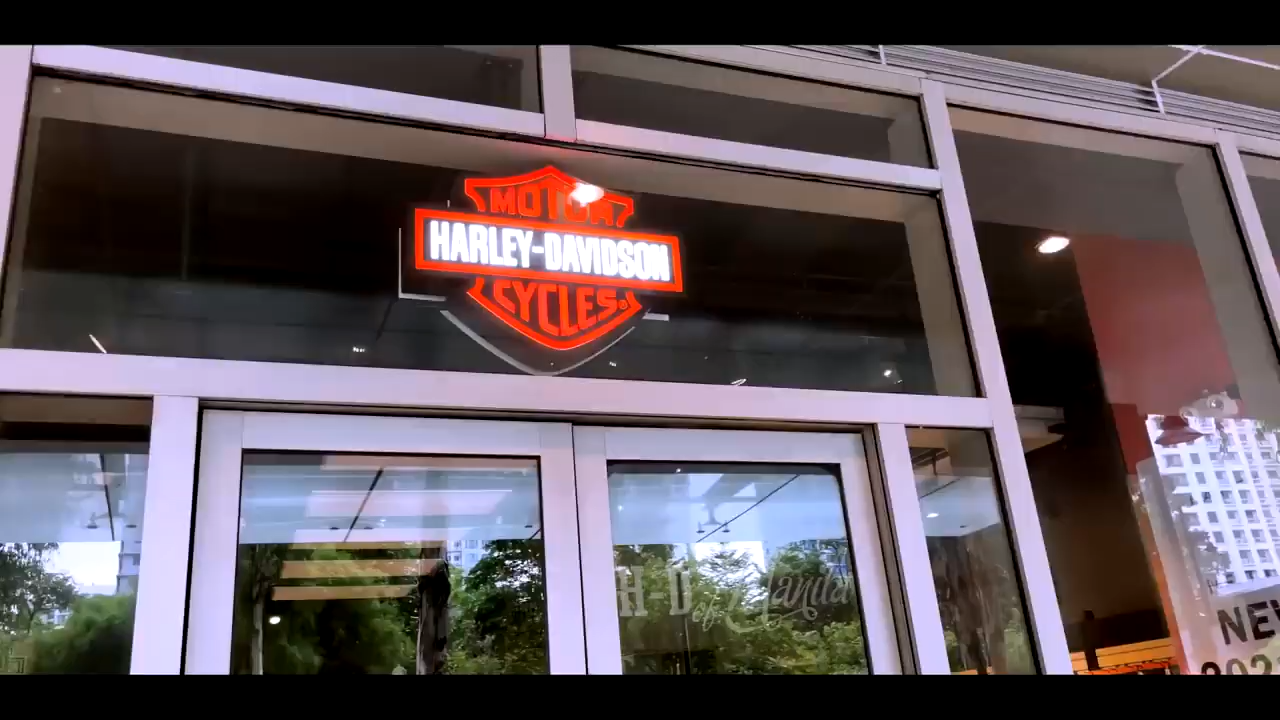 MOTOR
HARLEY-DAVIDSON
CYCLES®
H-D of Manila
NEW